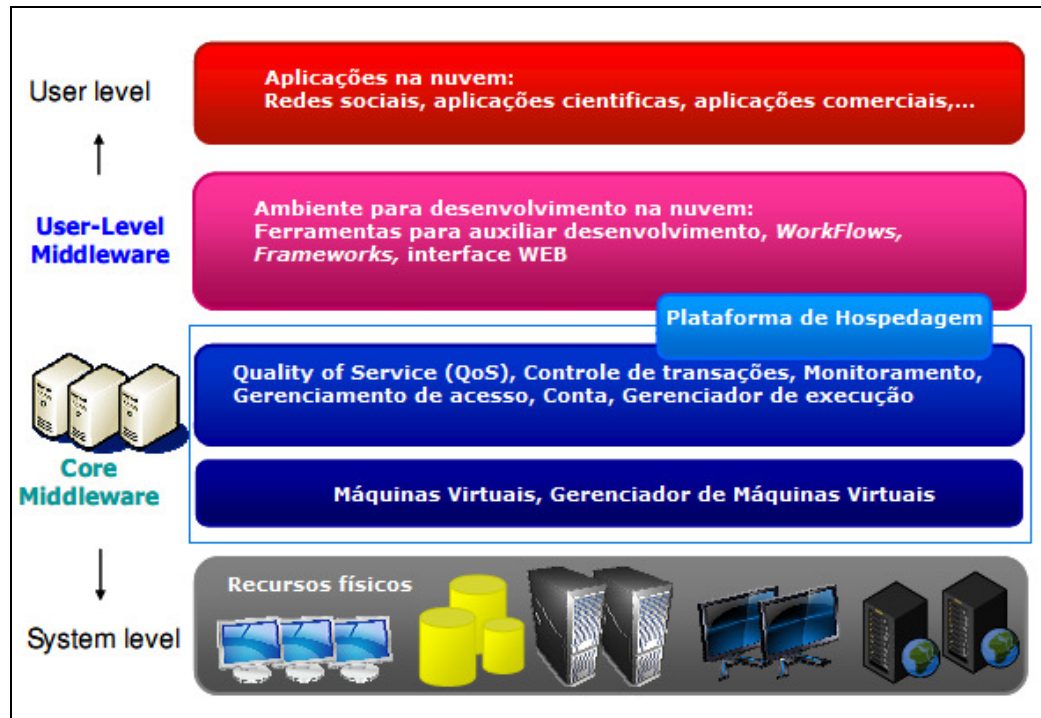 User level
Aplicações na nuvem:
Redes sociais, aplicações cientificas, aplicações comerciais,...
User-Level
Middleware
Ambiente para desenvolvimento na nuvem:
Ferramentas para auxiliar desenvolvimento, WorkFlows,
Frameworks, interface WEB
Plataforma de Hospedagem
Quality of Service (QoS), Controle de transações, Monitoramento,
Gerenciamento de acesso, Conta, Gerenciador de execução
Core
Middleware
Máquinas Virtuais, Gerenciador de Máquinas Virtuais
System level
Recursos físicos